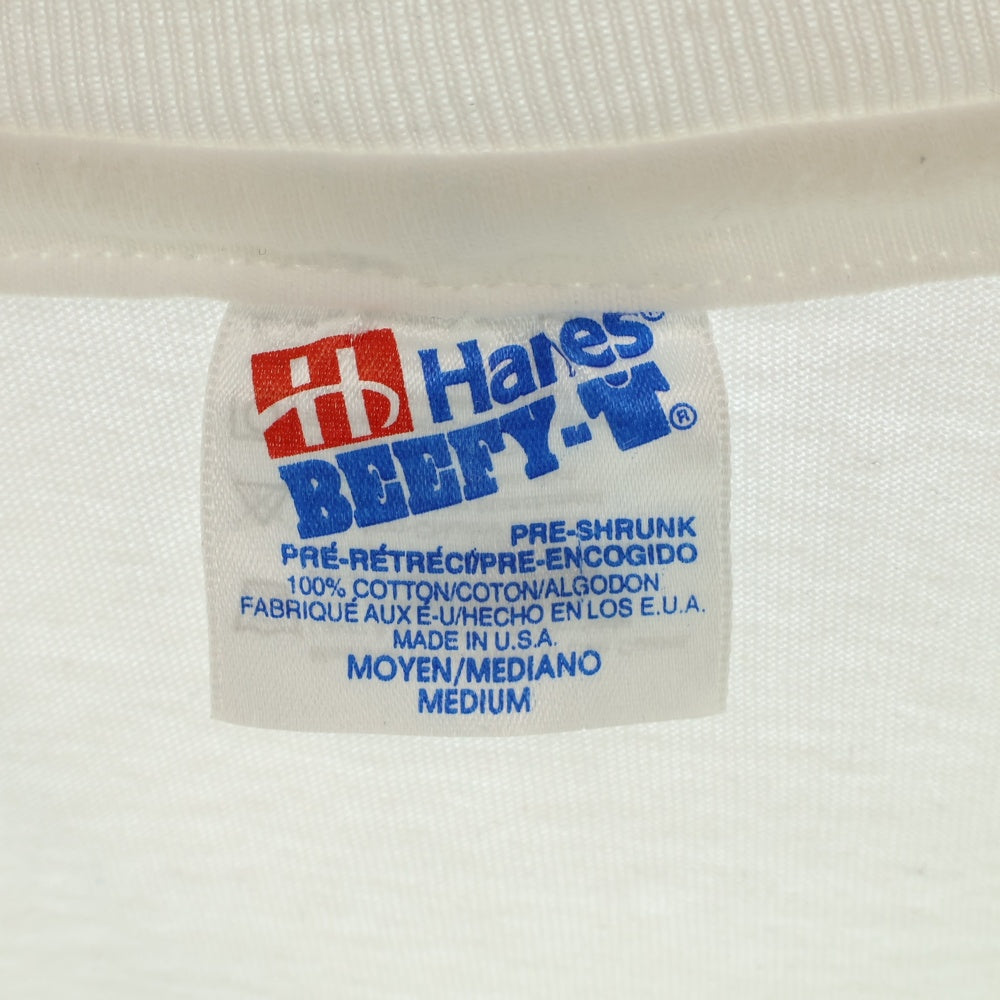 H Hanes®
BEEFY-T®
PRE-SHRUNK
PRÉ-RÉTRÉCI/PRE-ENCOGIDO
100% COTTON/COTON/ALGODON
FABRIQUÉ AUX É-U/HECHO EN LOS E.U.A.
MADE IN U.S.A.
MOYEN/MEDIANO
MEDIUM